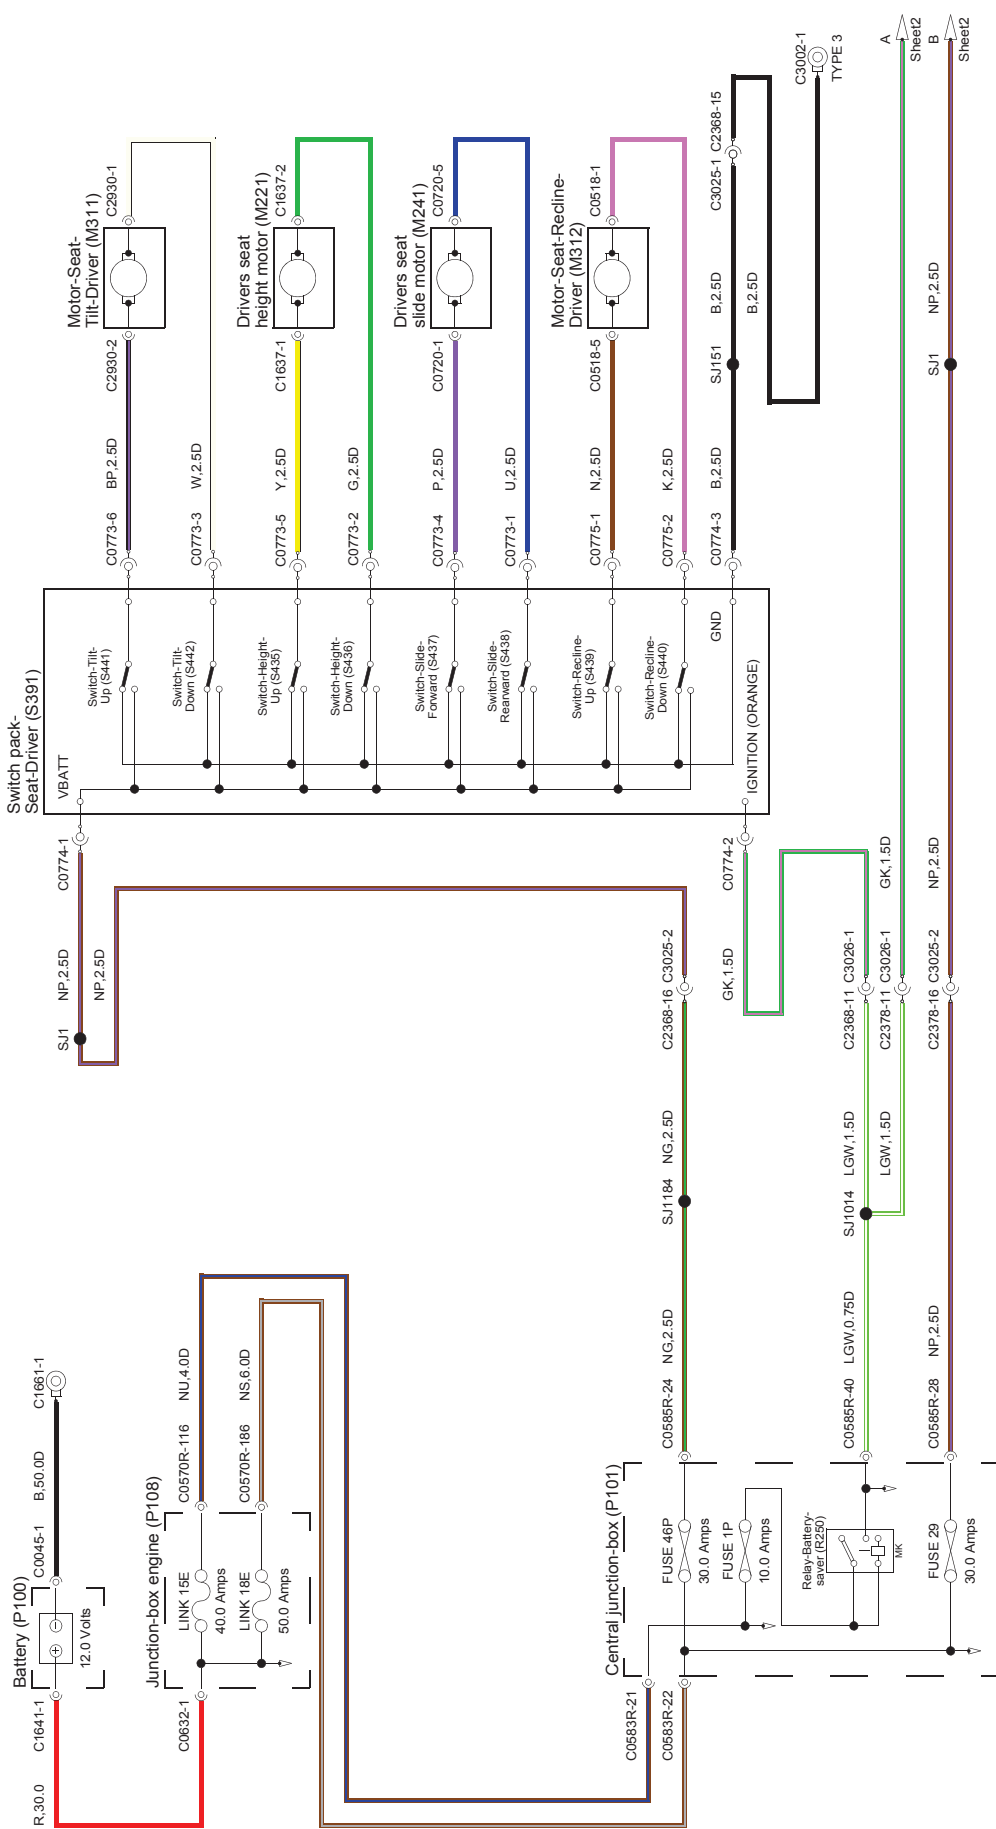 A
Sheet2
B
Sheet2
C3002-1
TYPE 3
C2368-15
C3025-1
B,2.5D
B,2.5D
NP,2.5D
SJ151
SJ1
B,2.5D
C0774-3
Motor-Seat-
Tilt-Driver (M311)
C2930-1
C2930-2
BP,2.5D
W,2.5D
C0773-6
C0773-3
Drivers seat
height motor (M221)
C1637-2
C1637-1
Y,2.5D
G,2.5D
C0773-5
C0773-2
Drivers seat
slide motor (M241)
C0720-5
C0720-1
P,2.5D
U,2.5D
C0773-4
C0773-1
Motor-Seat-Recline-
Driver (M312)
C0518-1
C0518-5
N,2.5D
K,2.5D
C0775-1
C0775-2
Switch pack-
Seat-Driver (S391)
VBATT
Switch-Tilt-
Up (S441)
Switch-Tilt-
Down (S442)
Switch-Height-
Up (S435)
Switch-Height-
Down (S436)
Switch-Slide-
Forward (S437)
Switch-Slide-
Rearward (S438)
Switch-Recline-
Up (S439)
Switch-Recline-
Down (S440)
GND
IGNITION (ORANGE)
C0774-1
C0774-2
NP,2.5D
NP,2.5D
SJ1
GK,1.5D
GK,1.5D
NP,2.5D
C2368-16
C3025-2
C2368-11
C3026-1
C2378-11
C3026-1
C2378-16
C3025-2
NG,2.5D
SJ1184
NG,2.5D
C0585R-24
LGW,1.5D
LGW,1.5D
SJ1014
LGW,0.75D
C0585R-40
NP,2.5D
C0585R-28
Battery (P100)
C0045-1
B,50.0D
C1661-1
12.0 Volts
C1641-1
R,30.0
Junction-box engine (P108)
C0570R-116
NU,4.0D
C0570R-186
NS,6.0D
LINK 15E
40.0 Amps
LINK 18E
50.0 Amps
C0632-1
Central junction-box (P101)
FUSE 46P
30.0 Amps
FUSE 1P
10.0 Amps
Relay-Battery-
saver (R250)
MK
FUSE 29
30.0 Amps
C0583R-21
C0583R-22